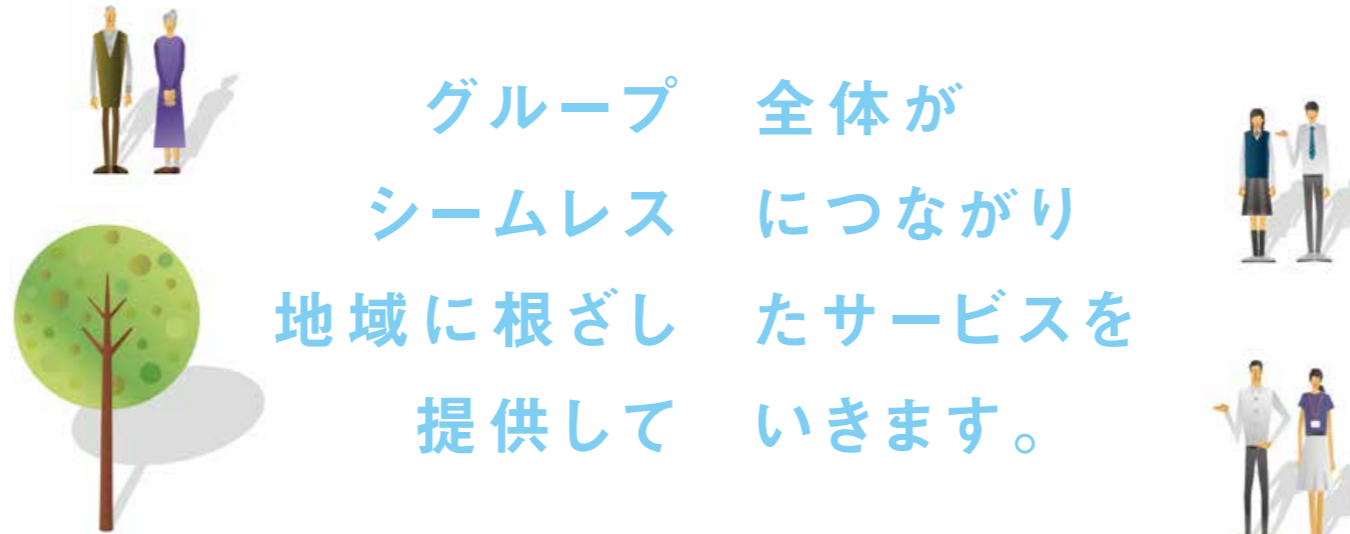 グループ 全体が
シームレス につながり
地域に根ざし たサービスを
提供して いきます。